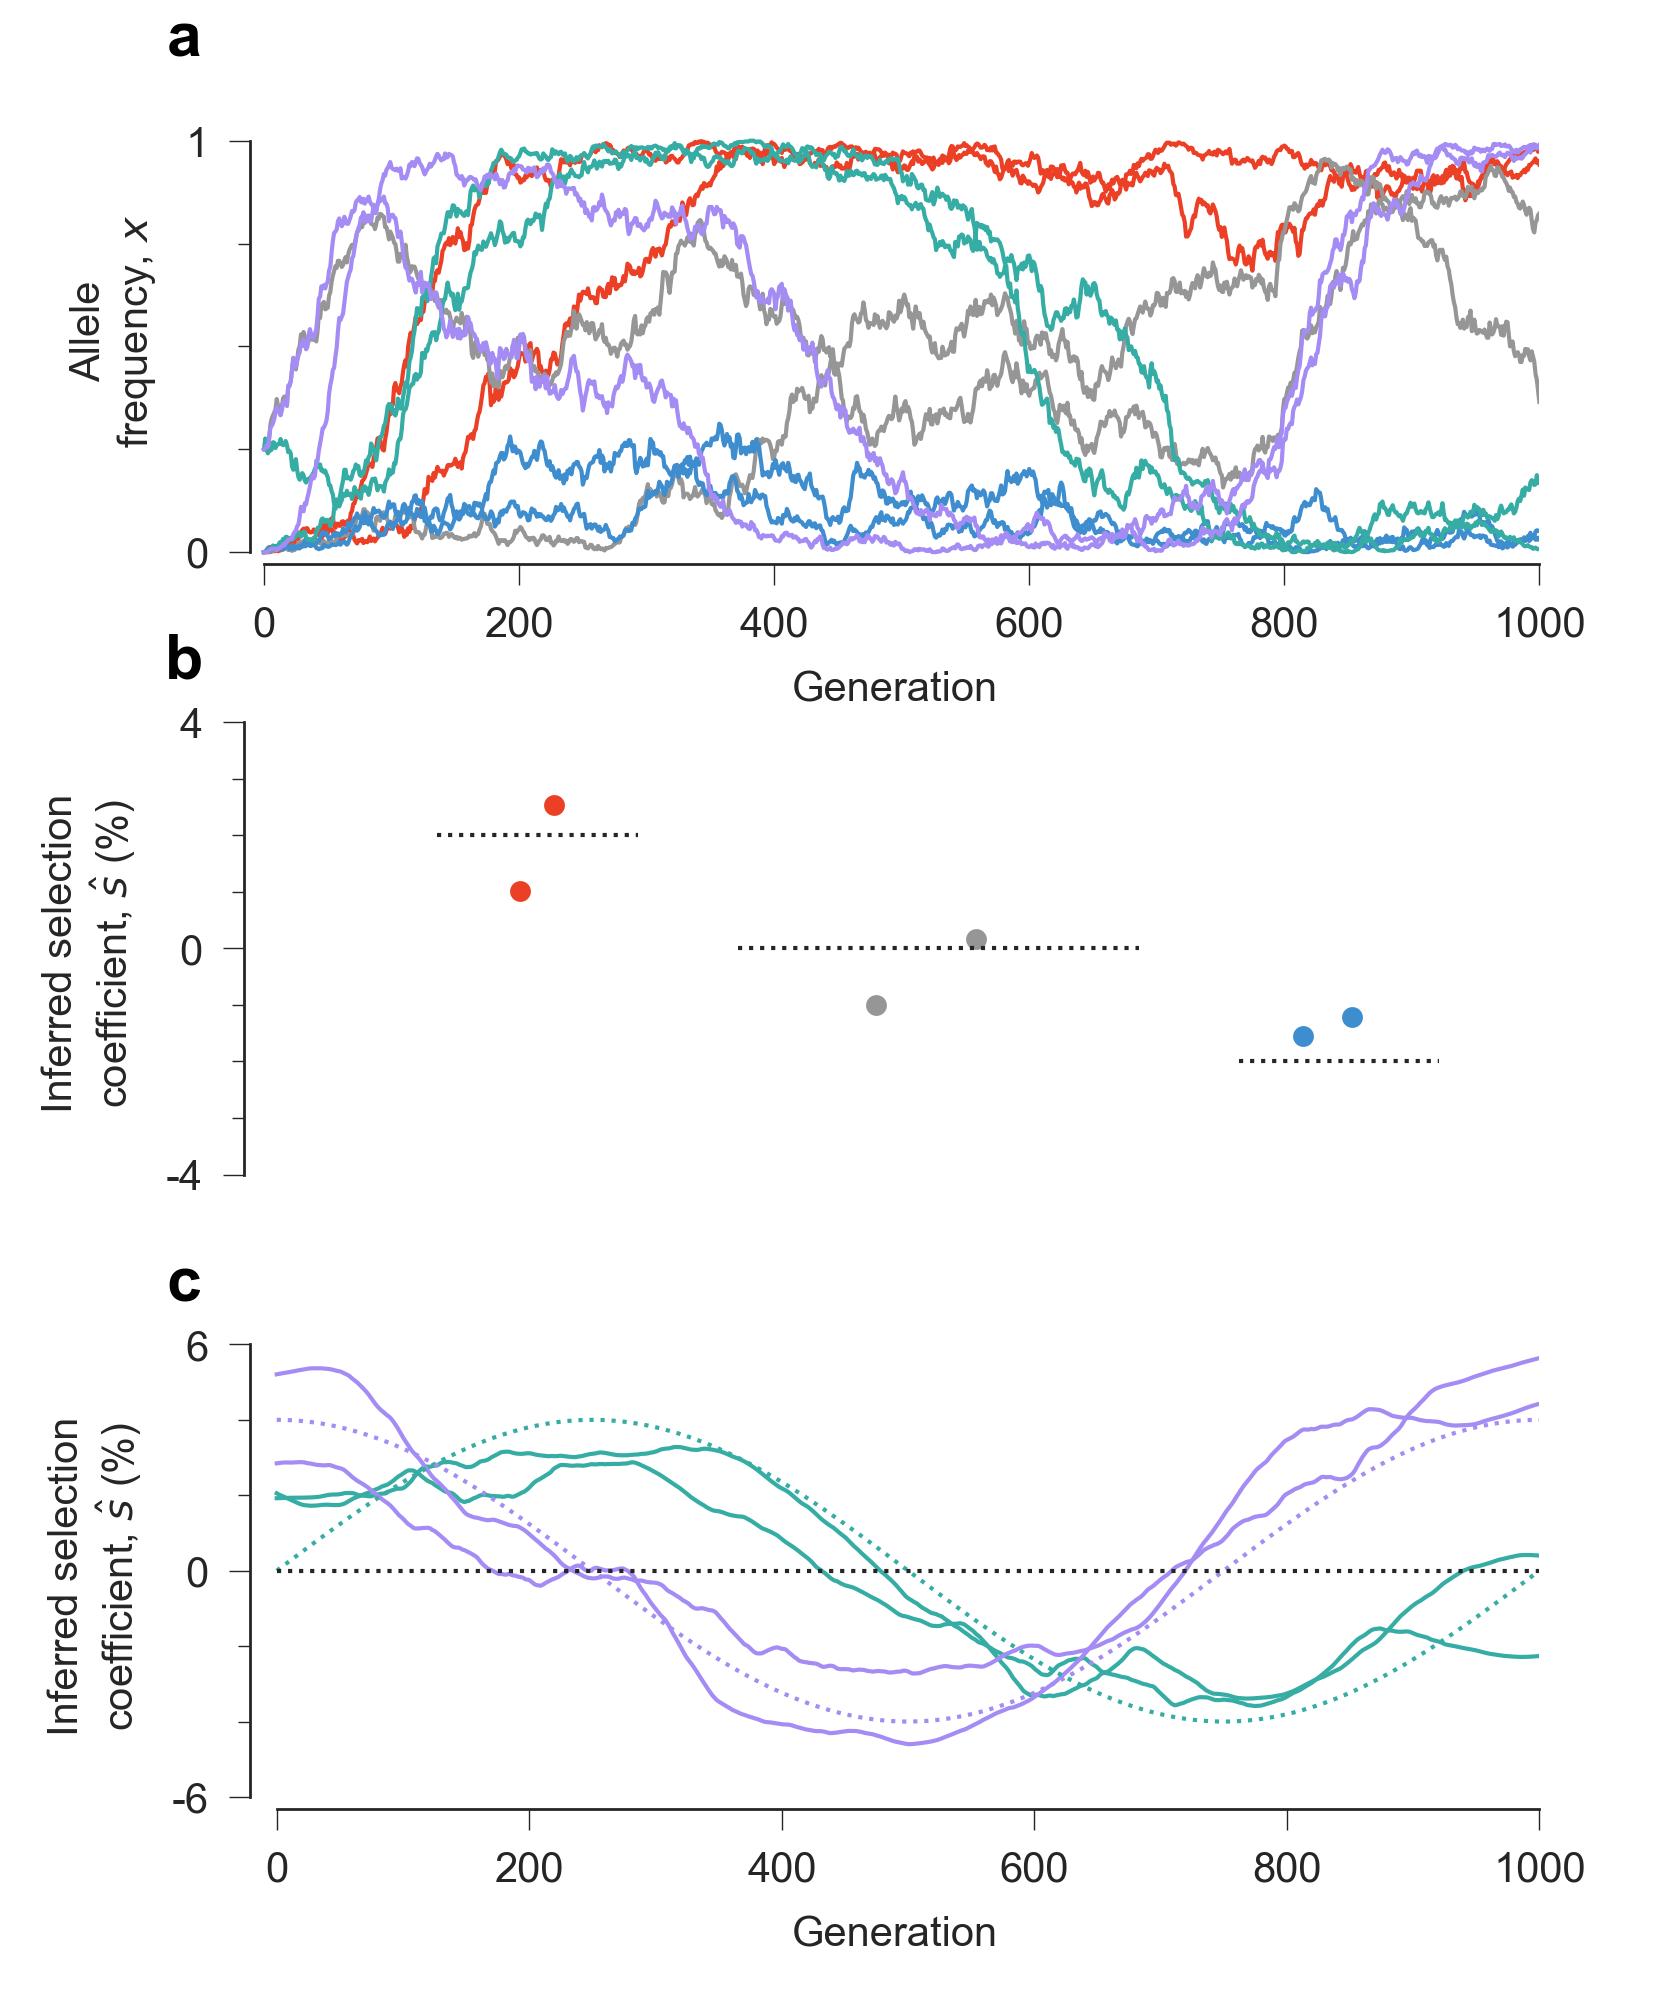 a
Allele
frequency, x
1
0
0 200 400 600 800 1000
Generation
b
Inferred selection
coefficient, ŝ (%)
4
0
-4
c
Inferred selection
coefficient, ŝ (%)
6
0
-6
0 200 400 600 800 1000
Generation